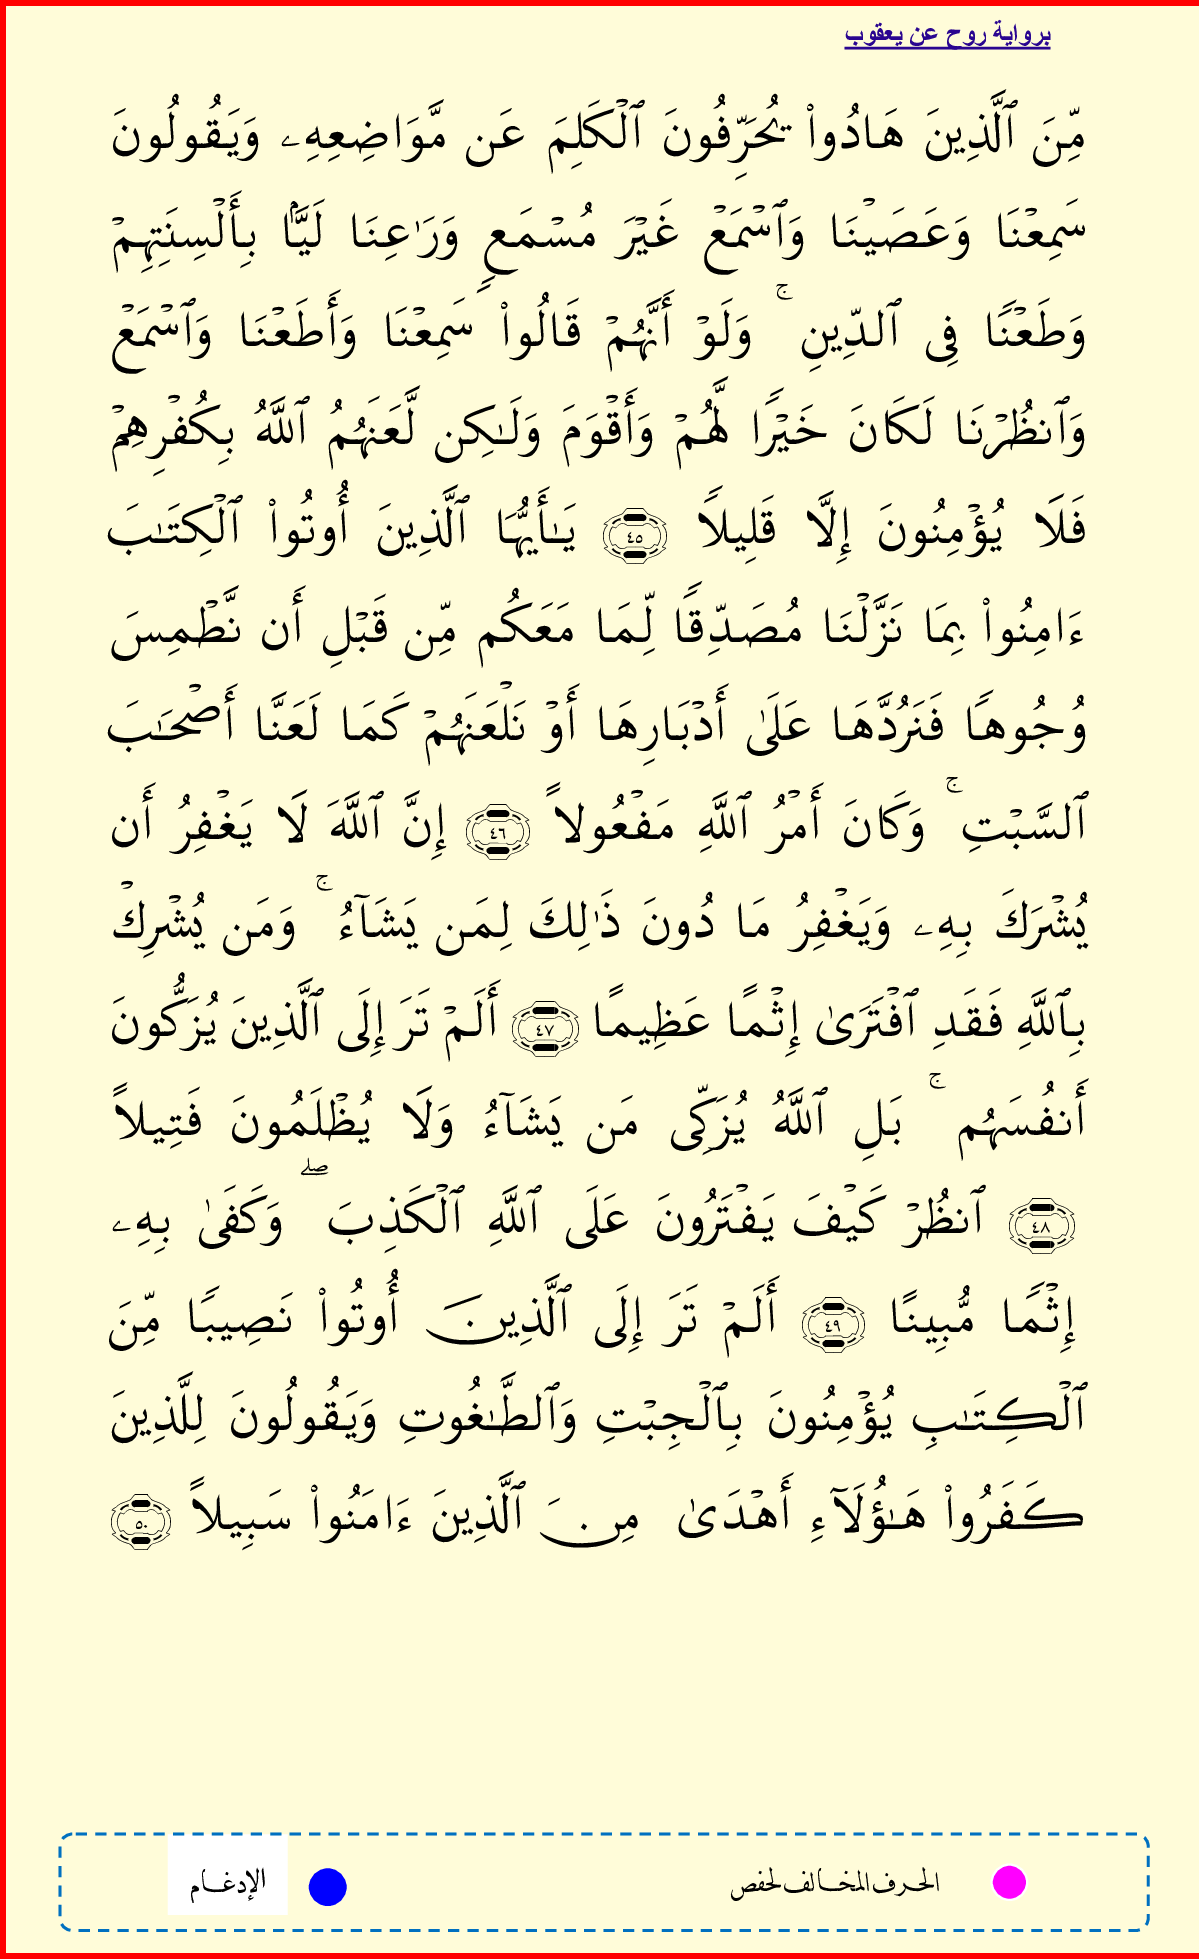 برواية روح عن يعقوب
مِّنَ ٱلَّذِينَ هَادُواْ يُحَرِّفُونَ ٱلْكَلِمَ عَن مَّوَاضِعِهِۦ وَيَقُولُونَ
سَمِعْنَا وَعَصَيْنَا وَٱسْمَعْ غَيْرَ مُسْمَعٍ وَرَٰعِنَا لَيَّۢا بِأَلْسِنَتِهِمْ
وَطَعْنًا فِى ٱلدِّينِ ۚ وَلَوْ أَنَّهُمْ قَالُواْ سَمِعْنَا وَأَطَعْنَا وَٱسْمَعْ
وَٱنظُرْنَا لَكَانَ خَيْرًا لَّهُمْ وَأَقْوَمَ وَلَـٰكِن لَّعَنَهُمُ ٱللَّهُ بِكُفْرِهِمْ
فَلَا يُؤْمِنُونَ إِلَّا قَلِيلاً ٤٥ يَـٰأَيُّهَا ٱلَّذِينَ أُوتُواْ ٱلْكِتَـٰبَ
ءَامِنُواْ بِمَا نَزَّلْنَا مُصَدِّقًا لِّمَا مَعَكُم مِّن قَبْلِ أَن نَّطْمِسَ
وُجُوهًا فَنَرُدَّهَا عَلَىٰ أَدْبَارِهَا أَوْ نَلْعَنَهُمْ كَمَا لَعَنَّا أَصْحَـٰبَ
ٱلسَّبْتِ ۚ وَكَانَ أَمْرُ ٱللَّهِ مَفْعُولاً ٤٦ إِنَّ ٱللَّهَ لَا يَغْفِرُ أَن
يُشْرَكَ بِهِۦ وَيَغْفِرُ مَا دُونَ ذَٰلِكَ لِمَن يَشَآءُ ۚ وَمَن يُشْرِكْ
بِٱللَّهِ فَقَدِ ٱفْتَرَىٰ إِثْمًا عَظِيمًا ٤٧ أَلَمْ تَرَ إِلَى ٱلَّذِينَ يُزَكُّونَ
أَنفُسَهُم ۚ بَلِ ٱللَّهُ يُزَكِّى مَن يَشَآءُ وَلَا يُظْلَمُونَ فَتِيلاً
٤٨ ٱنظُرْ كَيْفَ يَفْتَرُونَ عَلَى ٱللَّهِ ٱلْكَذِبَ ۖ وَكَفَىٰ بِهِۦ
إِثْمًا مُّبِينًا ٤٩ أَلَمْ تَرَ إِلَى ٱلَّذِينَ أُوتُواْ نَصِيبًا مِّنَ
ٱلْكِتَـٰبِ يُؤْمِنُونَ بِٱلْجِبْتِ وَٱلطَّـٰغُوتِ وَيَقُولُونَ لِلَّذِينَ
كَفَرُواْ هَـٰؤُلَآءِ أَهْدَىٰ مِنَ ٱلَّذِينَ ءَامَنُواْ سَبِيلاً ٥٠
الحرف المخالف لحفص
الإدغام